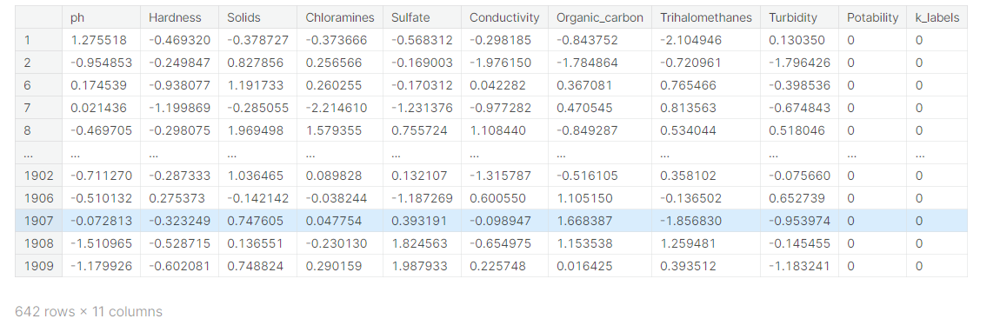 ph Hardness Solids Chloramines Sulfate Conductivity Organic_carbon Trihalomethanes Turbidity Potability k_labels
1 1.275518 -0.469320 -0.378727 -0.373666 -0.568312 -0.298185 -0.843752 -2.104946 0.130350 0 0
2 -0.954853 -0.249847 0.827856 0.256566 -0.169003 -1.976150 -1.784864 -0.720961 -1.796426 0 0
6 0.174539 -0.938077 1.191733 0.260255 -0.170312 0.042282 0.367081 0.765466 -0.398536 0 0
7 0.021436 -1.199869 -0.285055 -2.214610 -1.231376 -0.977282 0.470545 0.813563 -0.674843 0 0
8 -0.469705 -0.298075 1.969498 1.579355 0.755724 1.108440 -0.849287 0.534044 0.518046 0 0
... ... ... ... ... ... ... ... ... ... ... ...
1902 -0.711270 -0.287333 1.036465 0.089828 0.132107 -1.315787 -0.516105 0.358102 -0.075660 0 0
1906 -0.510132 0.275373 -0.142142 -0.038244 -1.187269 0.600550 1.105150 -0.136502 0.652739 0 0
1907 -0.072813 -0.323249 0.747605 0.047754 0.393191 -0.098947 1.668387 -1.856830 -0.953974 0 0
1908 -1.510965 -0.528715 0.136551 -0.230130 1.824563 -0.654975 1.153538 1.259481 -0.145455 0 0
1909 -1.179926 -0.602081 0.748824 0.290159 1.987933 0.225748 0.016425 0.393512 -1.183241 0 0
642 rows × 11 columns